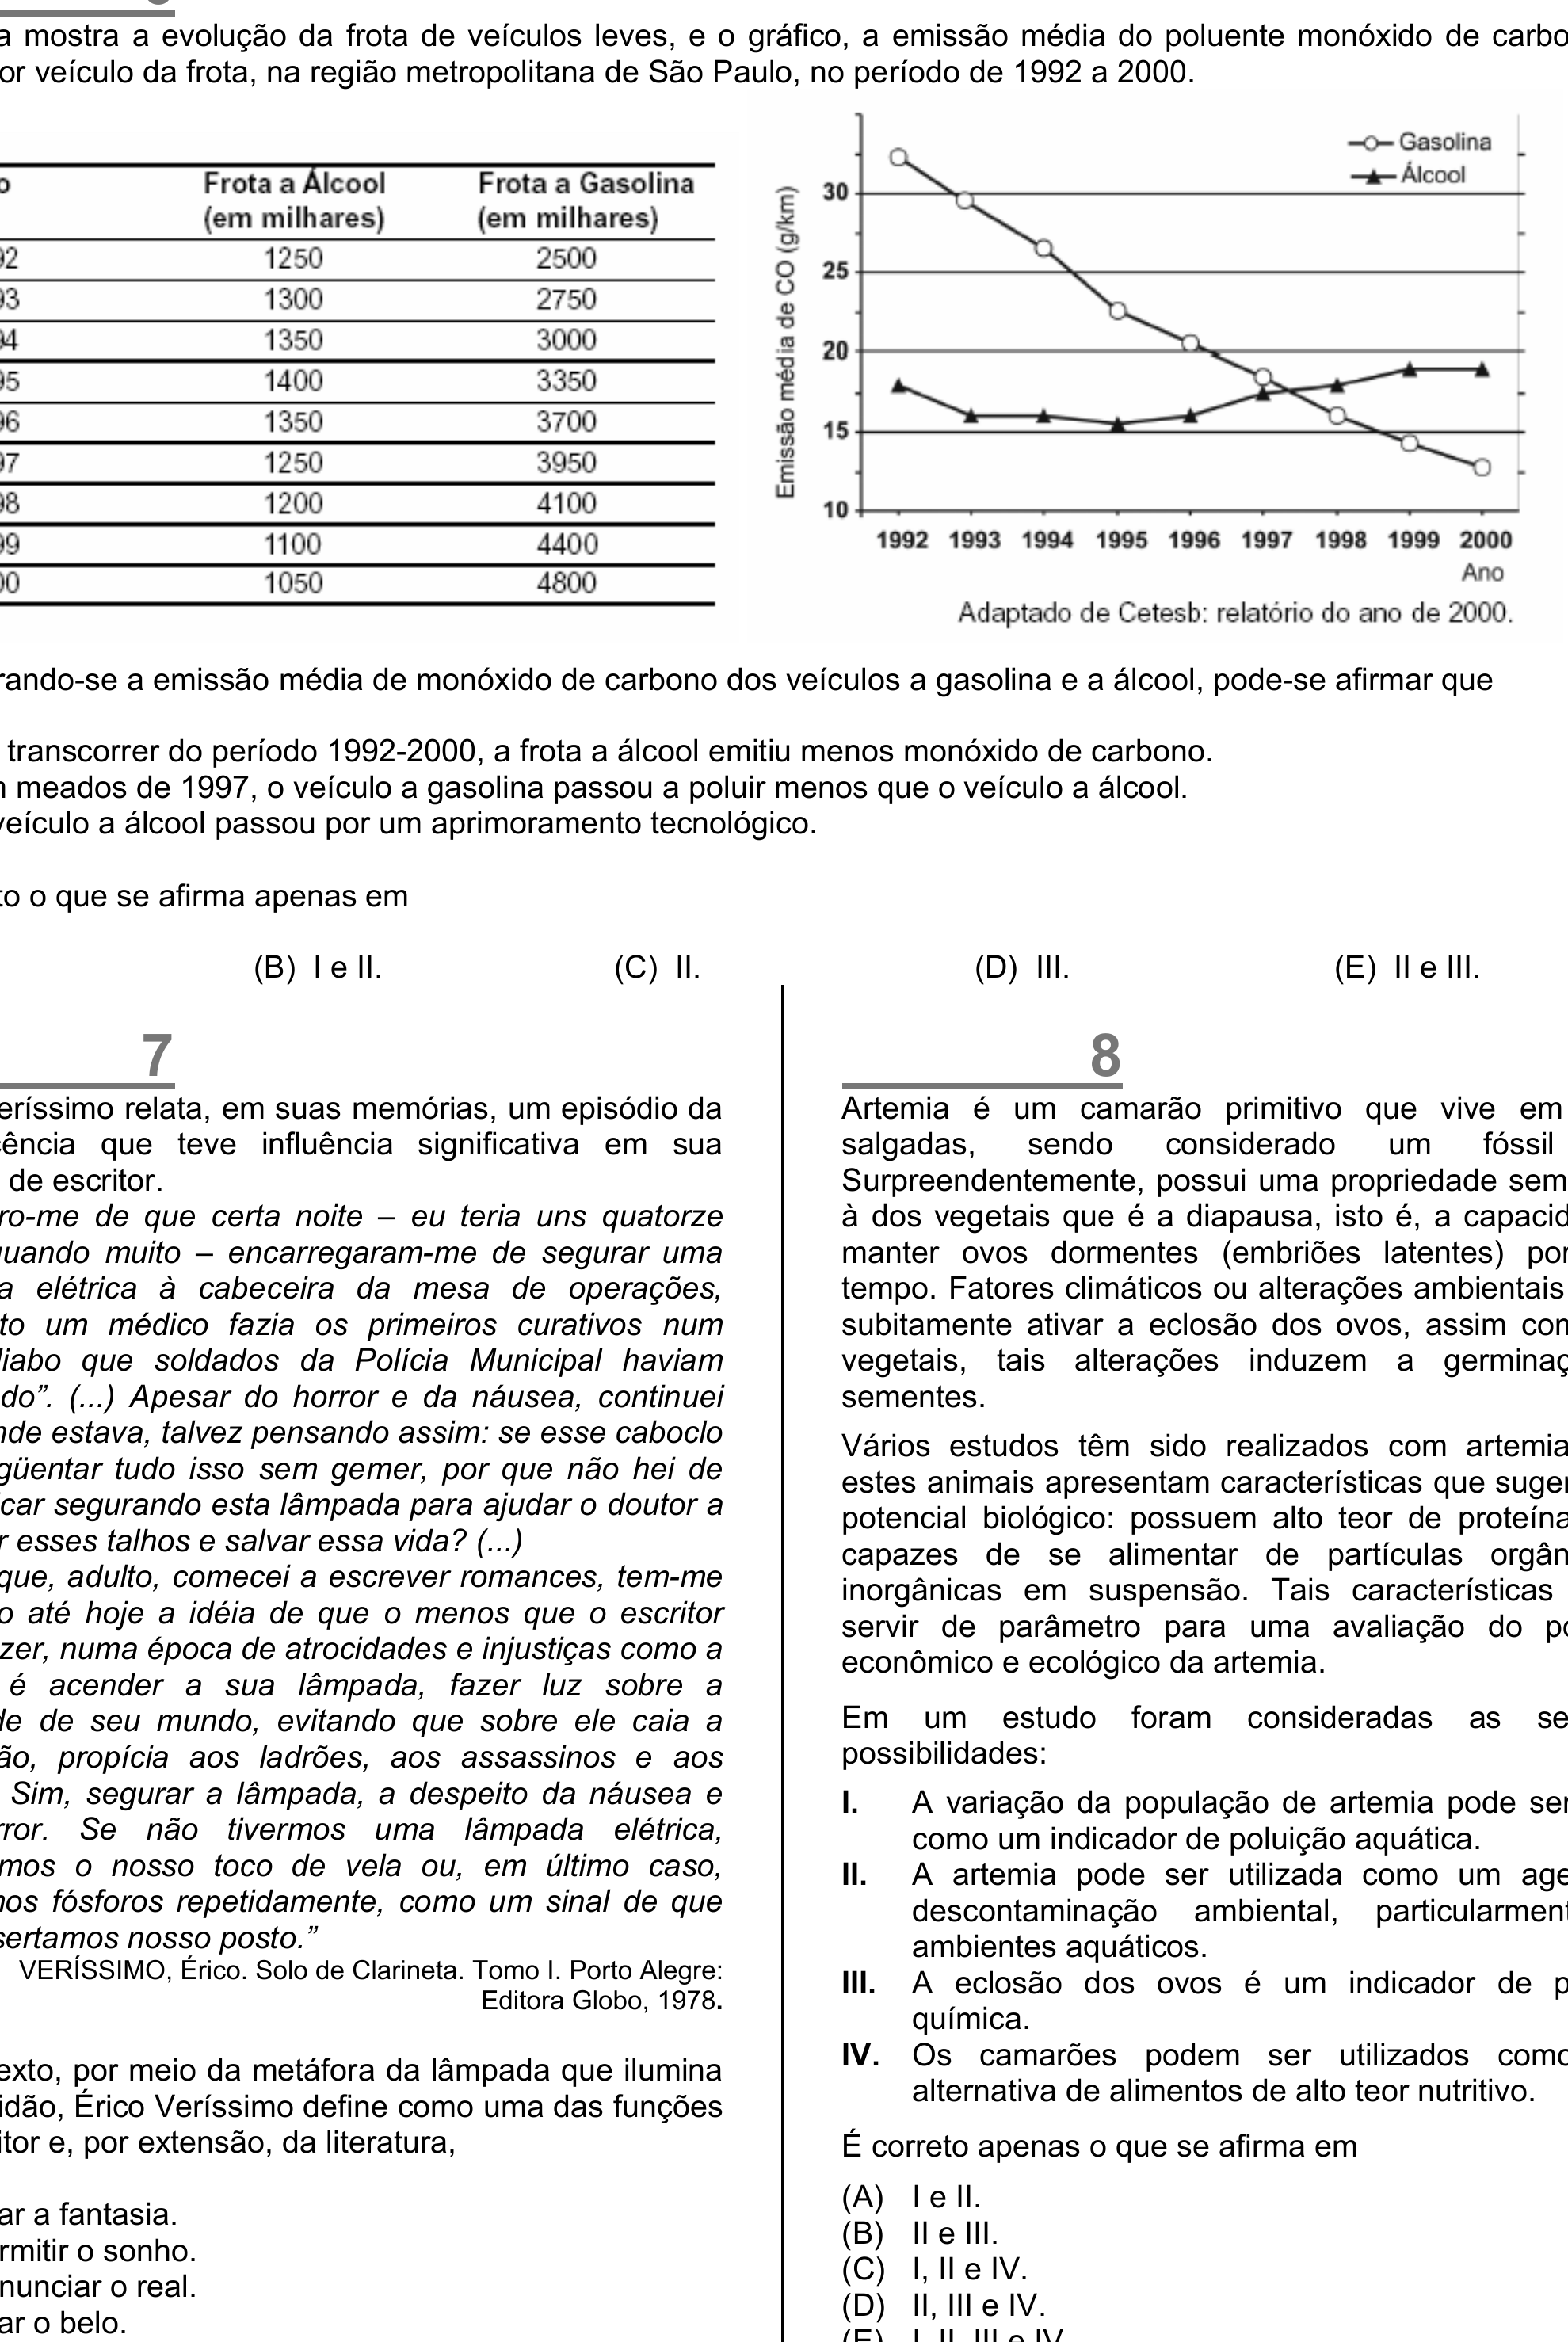 a mostra a evolução da frota de veículos leves, e o gráfico, a emissão média do poluente monóxido de carbo
or veículo da frota, na região metropolitana de São Paulo, no período de 1992 a 2000.
o Frota a Álcool Frota a Gasolina
(em milhares) (em milhares)
92 1250 2500
93 1300 2750
94 1350 3000
95 1400 3350
96 1350 3700
97 1250 3950
98 1200 4100
99 1100 4400
00 1050 4800
Gasolina
Álcool
Emissão média de CO (g/km)
30
25
20
15
10
1992 1993 1994 1995 1996 1997 1998 1999 2000
Ano
Adaptado de Cetesb: relatório do ano de 2000.
rando-se a emissão média de monóxido de carbono dos veículos a gasolina e a álcool, pode-se afirmar que
transcorrer do período 1992-2000, a frota a álcool emitiu menos monóxido de carbono.
m meados de 1997, o veículo a gasolina passou a poluir menos que o veículo a álcool.
veículo a álcool passou por um aprimoramento tecnológico.
to o que se afirma apenas em
(B) I e II. (C) II. (D) III. (E) II e III.
7
eríssimo relata, em suas memórias, um episódio da
cência que teve influência significativa em sua
de escritor.
ro-me de que certa noite – eu teria uns quatorze
quando muito – encarregaram-me de segurar uma
a elétrica à cabeceira da mesa de operações,
to um médico fazia os primeiros curativos num
diabo que soldados da Polícia Municipal haviam
do”. (...) Apesar do horror e da náusea, continuei
nde estava, talvez pensando assim: se esse caboclo
güentar tudo isso sem gemer, por que não hei de
icar segurando esta lâmpada para ajudar o doutor a
r esses talhos e salvar essa vida? (...)
que, adulto, comecei a escrever romances, tem-me
o até hoje a idéia de que o menos que o escritor
zer, numa época de atrocidades e injustiças como a
é acender a sua lâmpada, fazer luz sobre a
de de seu mundo, evitando que sobre ele caia a
ão, propícia aos ladrões, aos assassinos e aos
Sim, segurar a lâmpada, a despeito da náusea e
rror. Se não tivermos uma lâmpada elétrica,
mos o nosso toco de vela ou, em último caso,
mos fósforos repetidamente, como um sinal de que
sertamos nosso posto.”
VERÍSSIMO, Érico. Solo de Clarineta. Tomo I. Porto Alegre:
Editora Globo, 1978.
exto, por meio da metáfora da lâmpada que ilumina
idão, Érico Veríssimo define como uma das funções
itor e, por extensão, da literatura,
ar a fantasia.
rmitir o sonho.
nunciar o real.
ar o belo.
8
Artemia é um camarão primitivo que vive em
salgadas, sendo considerado um fóssil
Surpreendentemente, possui uma propriedade sem
à dos vegetais que é a diapausa, isto é, a capacid
manter ovos dormentes (embriões latentes) por
tempo. Fatores climáticos ou alterações ambientais
subitamente ativar a eclosão dos ovos, assim con
vegetais, tais alterações induzem a germinaç
sementes.
Vários estudos têm sido realizados com artemia
estes animais apresentam características que suger
potencial biológico: possuem alto teor de proteína
capazes de se alimentar de partículas orgân
inorgânicas em suspensão. Tais características
servir de parâmetro para uma avaliação do po
econômico e ecológico da artemia.
Em um estudo foram consideradas as se
possibilidades:
I. A variação da população de artemia pode ser
como um indicador de poluição aquática.
II. A artemia pode ser utilizada como um age
descontaminação ambiental, particularment
ambientes aquáticos.
III. A eclosão dos ovos é um indicador de p
química.
IV. Os camarões podem ser utilizados como
alternativa de alimentos de alto teor nutritivo.
É correto apenas o que se afirma em
(A) I e II.
(B) II e III.
(C) I, II e IV.
(D) II, III e IV.
(E) I, II, III e IV